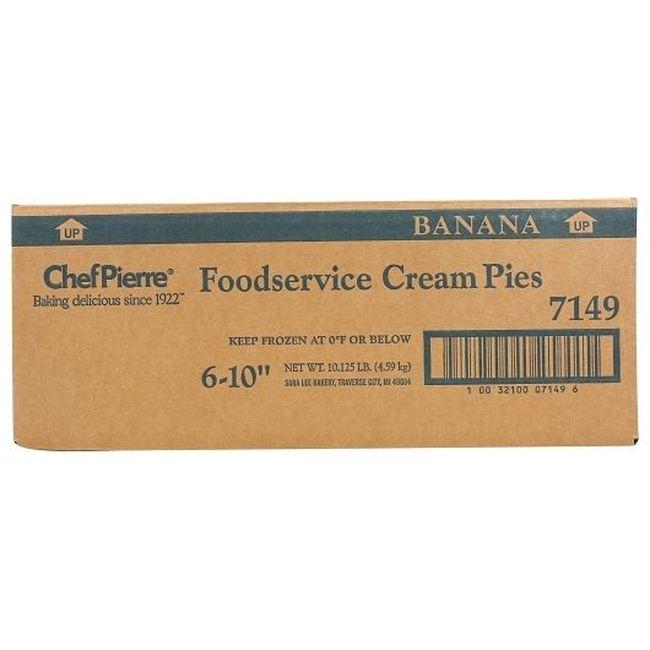 BANANA
UP
UP
ChefPierre®
Baking delicious since 1922™
Foodservice Cream Pies
7149
KEEP FROZEN AT 0°F OR BELOW
6-10" NET WT. 10.125 LB. (4.59 kg)
SARA LEE BAKERY, TRAVERSE CITY, MI 49684
1 00 32100 07149 6